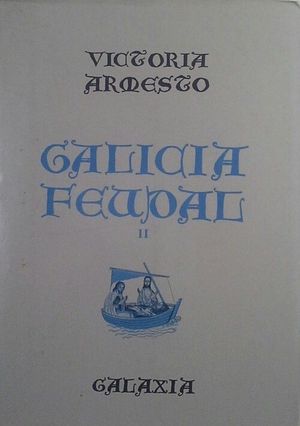 VICTORIA
ARMESTO
GALICIA
FEUDAL
II
GALAXIA